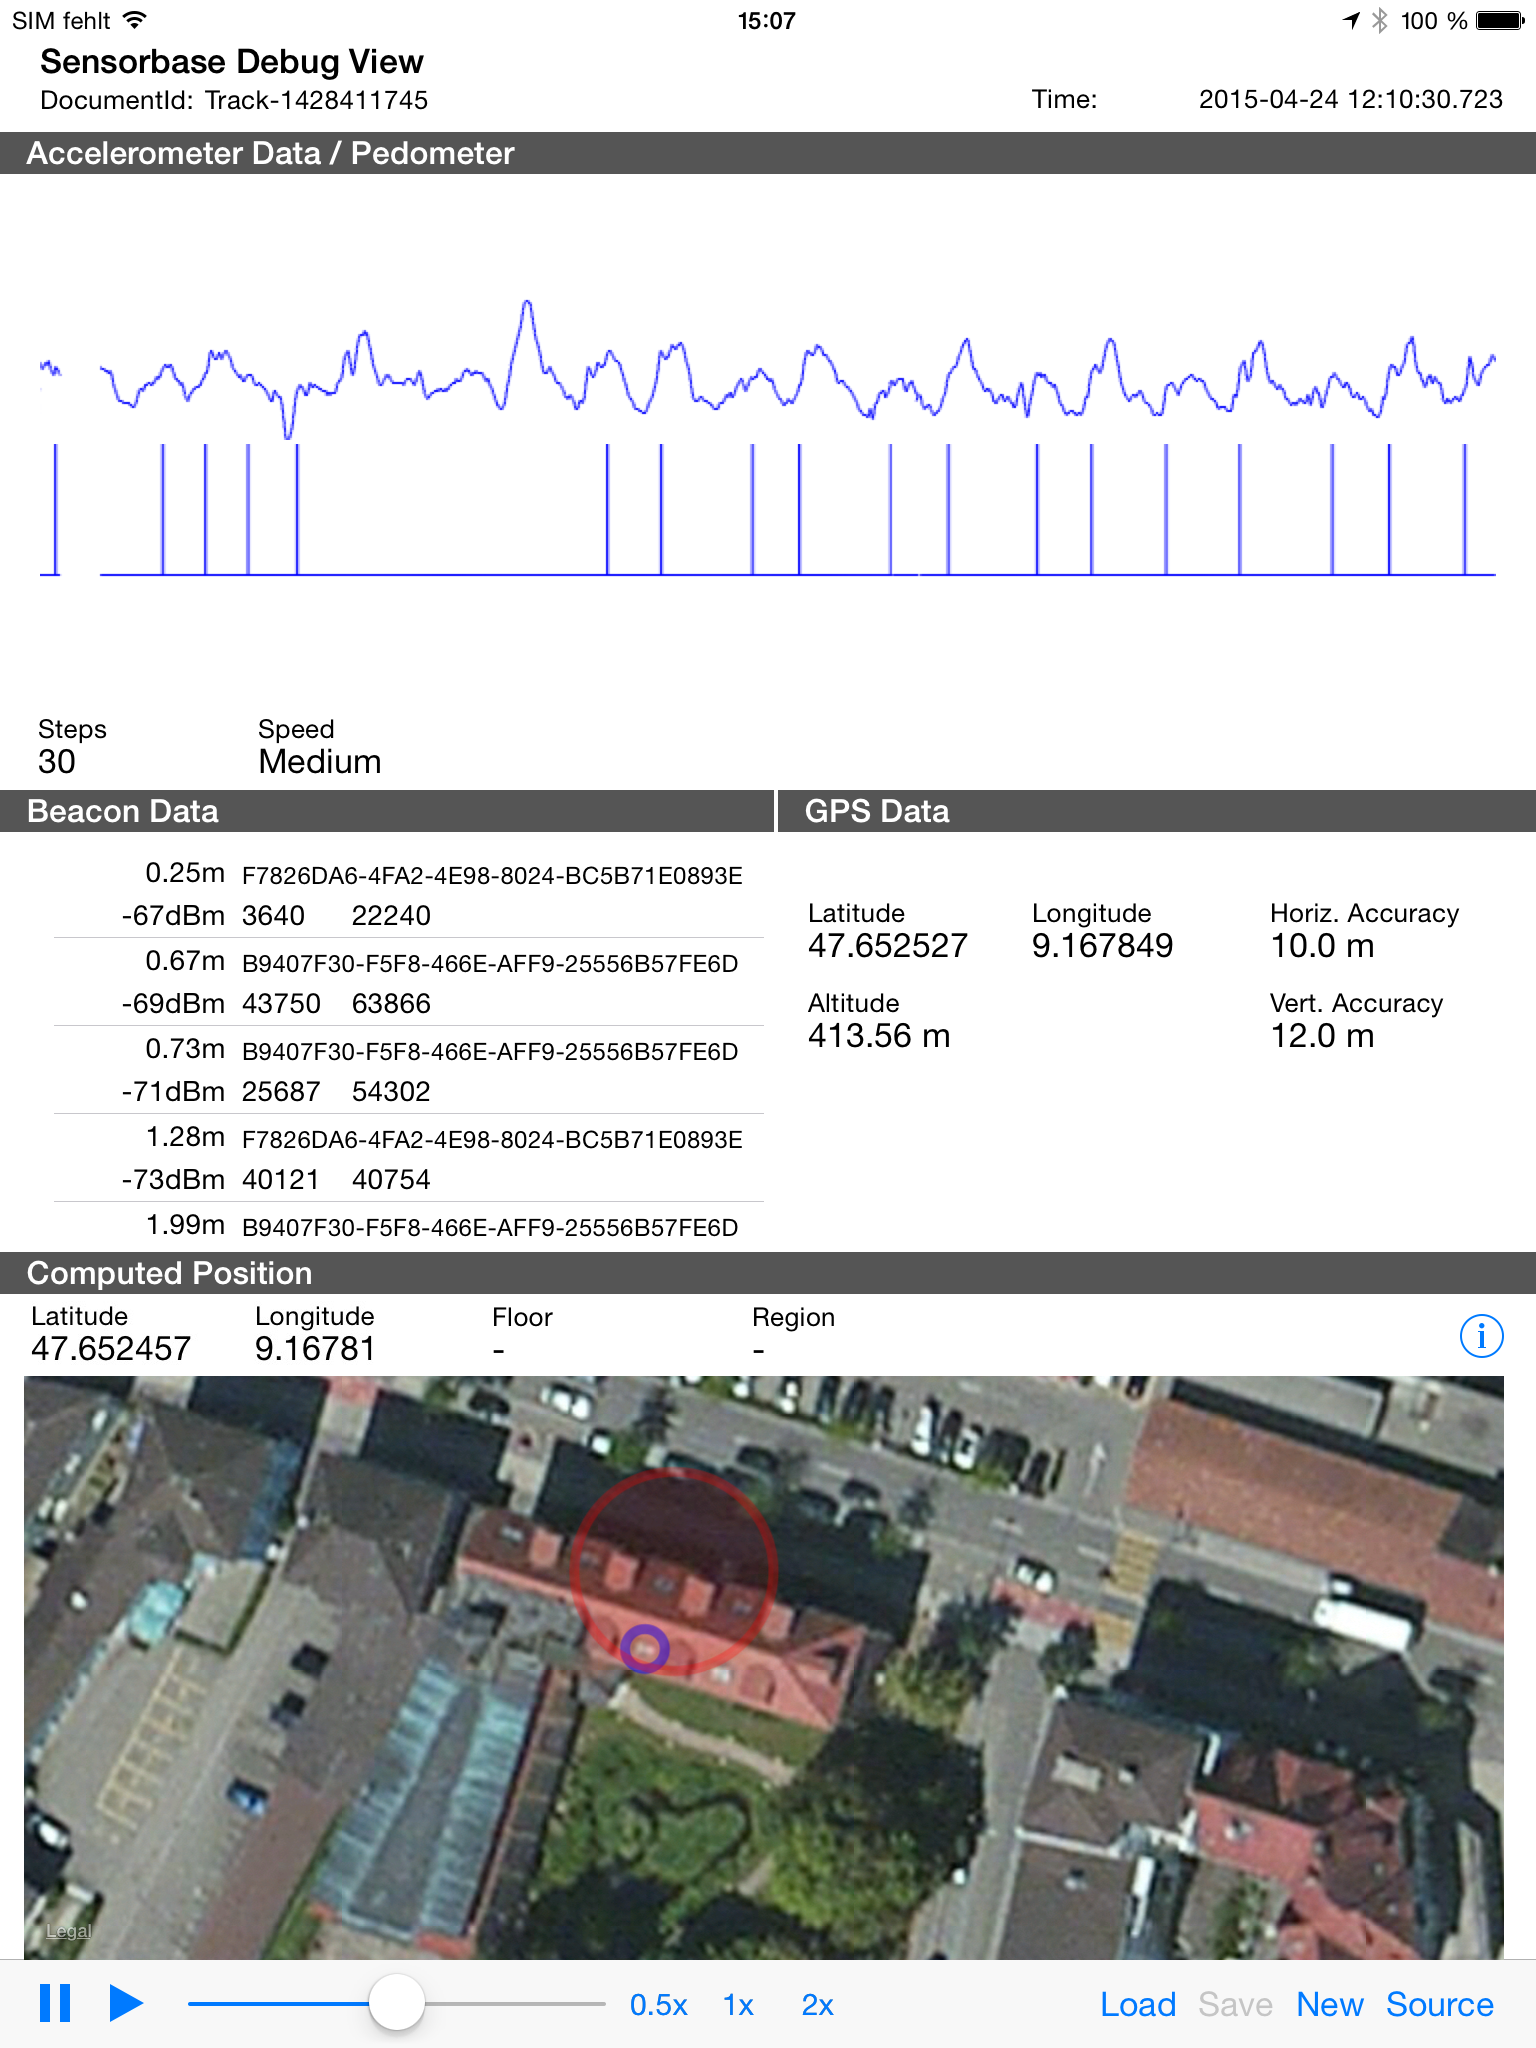 SIM fehlt 15:07 100 %
Sensorbase Debug View
DocumentId: Track-1428411745 Time: 2015-04-24 12:10:30.723
Accelerometer Data / Pedometer
Steps Speed
30 Medium
Beacon Data GPS Data
0.25m F7826DA6-4FA2-4E98-8024-BC5B71E0893E
-67dBm 3640 22240
0.67m B9407F30-F5F8-466E-AFF9-25556B57FE6D
-69dBm 43750 63866
0.73m B9407F30-F5F8-466E-AFF9-25556B57FE6D
-71dBm 25687 54302
1.28m F7826DA6-4FA2-4E98-8024-BC5B71E0893E
-73dBm 40121 40754
1.99m B9407F30-F5F8-466E-AFF9-25556B57FE6D
Latitude Longitude Horiz. Accuracy
47.652527 9.167849 10.0 m
Altitude Vert. Accuracy
413.56 m 12.0 m
Computed Position
Latitude Longitude Floor Region
47.652457 9.16781 - -
i
Legal
0.5x 1x 2x Load Save New Source